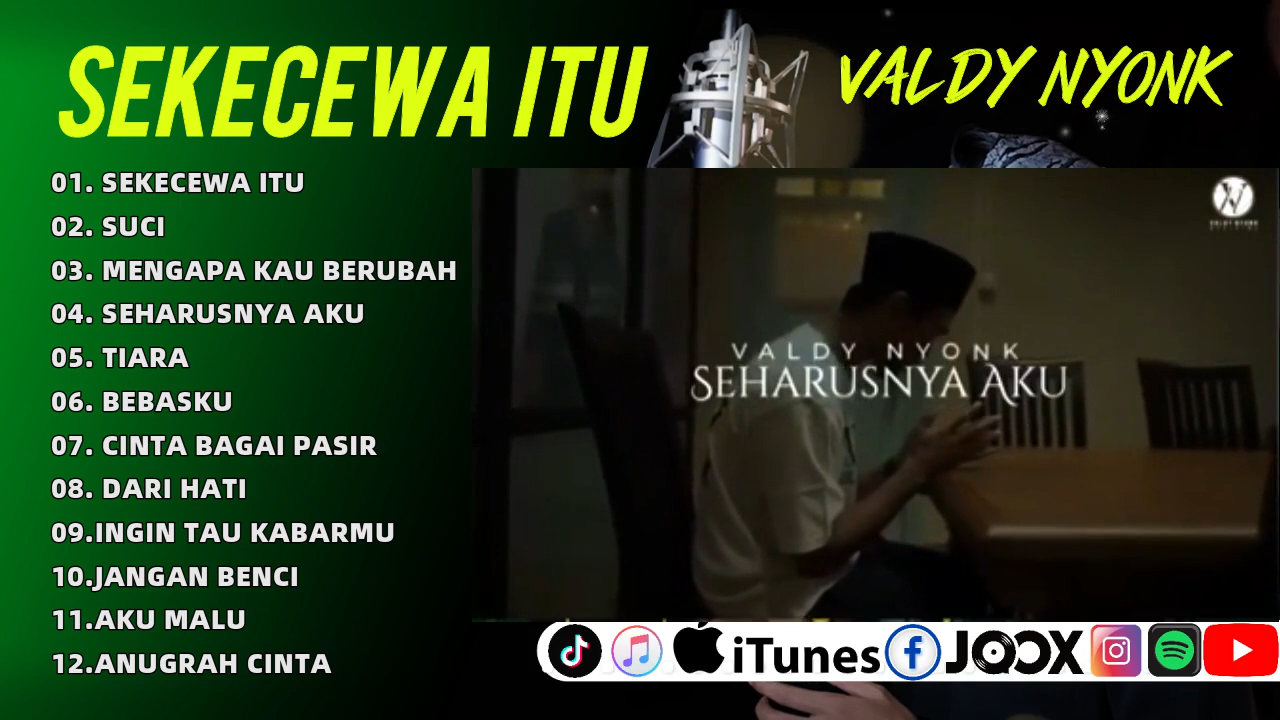 SEKECEWA ITU
VALDY NYONK
01. SEKECEWA ITU
02. SUCI
03. MENGAPA KAU BERUBAH
04. SEHARUSNYA AKU
05. TIARA
06. BEBASKU
07. CINTA BAGAI PASIR
08. DARI HATI
09.INGIN TAU KABARMU
10.JANGAN BENCI
11.AKU MALU
12.ANUGRAH CINTA
VALDY NYONK
SEHARUSNYA AKU
iTunes
JOOX